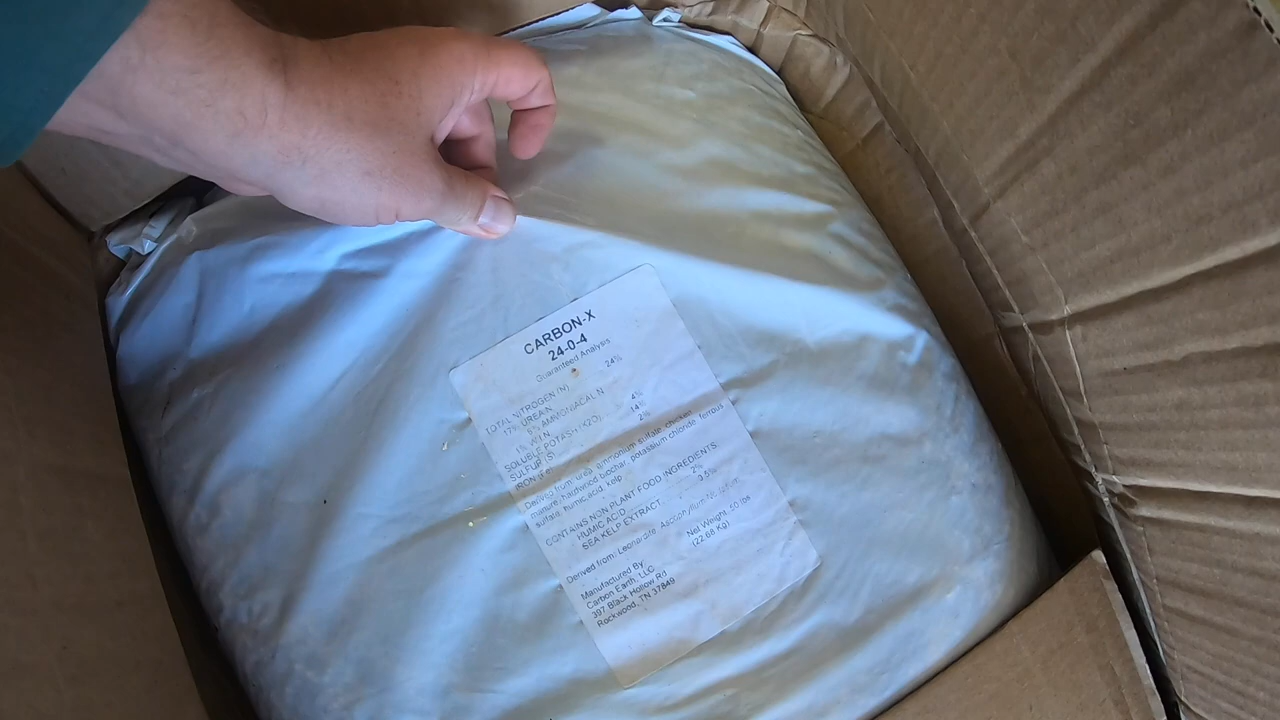 CARBON-X
24-0-4
Guaranteed Analysis
TOTAL NITROGEN (N) 24%
17% UREA N
6% AMMONIACAL N
1% W.I.N.
SOLUBLE POTASH (K2O) 4%
SULFUR (S) 14%
IRON 2%
Derived from: urea, ammonium sulfate, chicken
manure, hardwood biochar, potassium chloride, ferrous
sulfate, humic acid, kelp
CONTAINS NON PLANT FOOD INGREDIENTS
HUMIC ACID 2%
SEA KELP EXTRACT 3.5%
Derived from: Leonardite, Ascophyllum
Net Weight 50 lbs
(22.68 KG)
Manufactured By
Carbon Earth, LLC
397 Black Hollow Rd
Rockwood, TN 37849